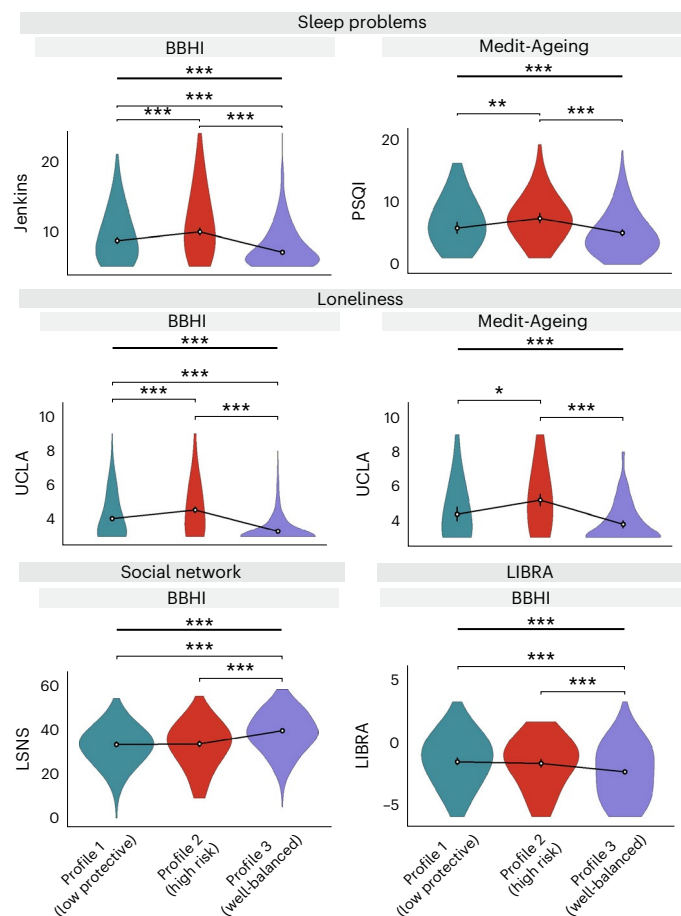 Sleep problems
BBHI
Medit-Ageing
***
***
***
***
***
**
***
Jenkins
20
10
PSQI
20
10
0
Loneliness
BBHI
Medit-Ageing
***
***
***
***
***
*
***
UCLA
10
8
6
4
UCLA
10
8
6
4
Social network
LIBRA
BBHI
BBHI
***
***
***
***
***
***
LSNS
60
40
20
0
LIBRA
5
0
–5
Profile 1
(low protective)
Profile 2
(high risk)
Profile 3
(well-balanced)
Profile 1
(low protective)
Profile 2
(high risk)
Profile 3
(well-balanced)